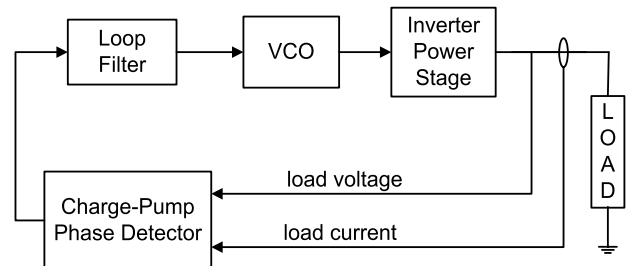 Loop
Filter
VCO
Inverter
Power
Stage
L
O
A
D
load voltage
Charge-Pump
Phase Detector
load current